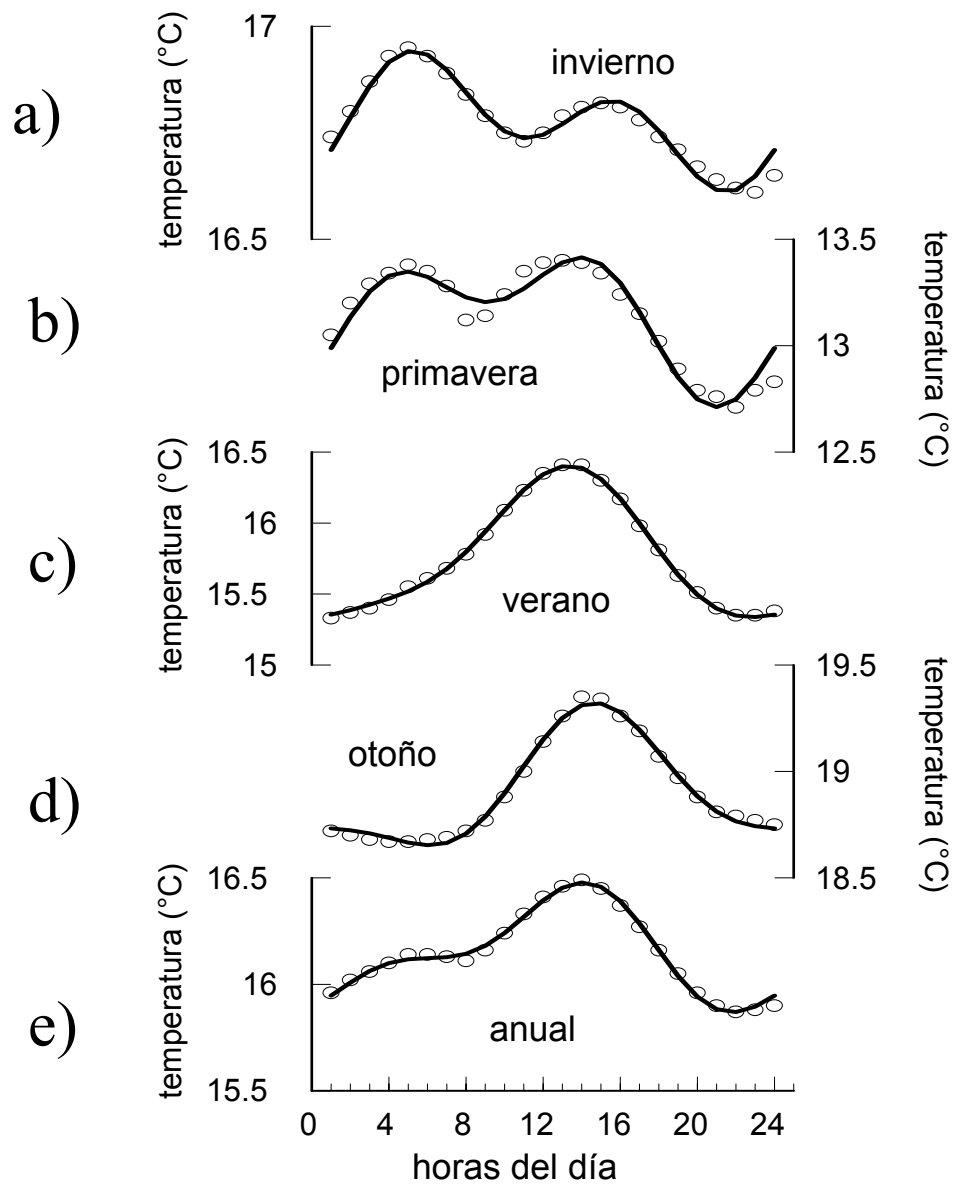 a)
temperatura (°C)
17
16.5
invierno
b)
primavera
13.5
13
12.5
temperatura (°C)
c)
temperatura (°C)
16.5
16
15.5
15
verano
d)
otoño
19.5
19
18.5
temperatura (°C)
e)
temperatura (°C)
16.5
16
15.5
anual
0 4 8 12 16 20 24
horas del día